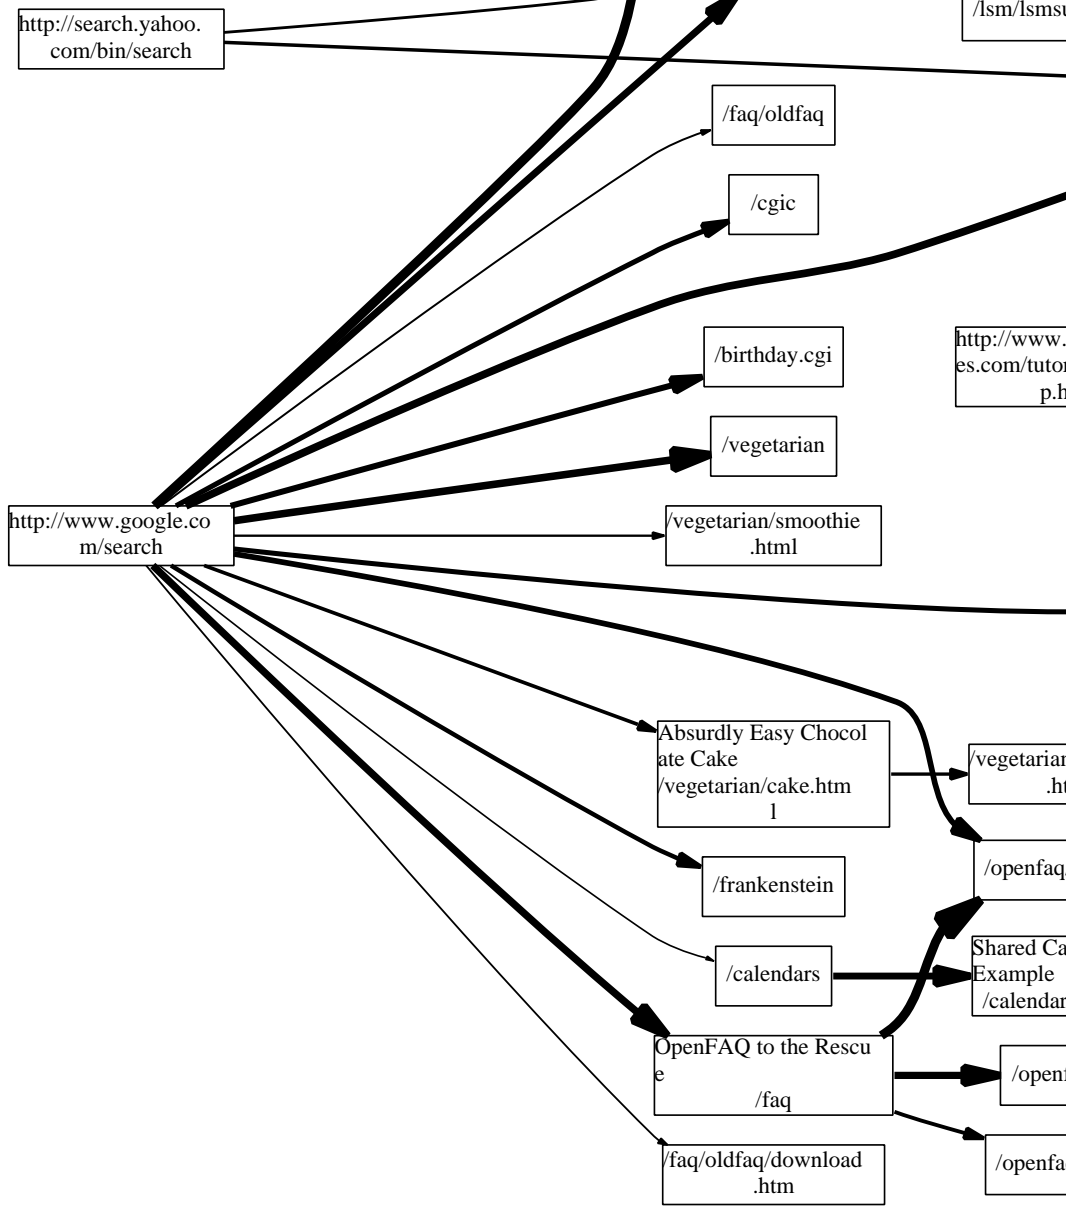 http://search.yahoo.
com/bin/search
/lsm/lsmsu
/faq/oldfaq
/cgic
http://www.
es.com/tutor
p.h
/birthday.cgi
/vegetarian
http://www.google.co
m/search
/vegetarian/smoothie
.html
Absurdly Easy Chocol
ate Cake
/vegetarian/cake.htm
l
/vegetarian
.ht
/openfaq
/frankenstein
/calendars
Shared Ca
Example
/calendar
OpenFAQ to the Rescu
e
/faq
/openf
/faq/oldfaq/download
.htm
/openfa